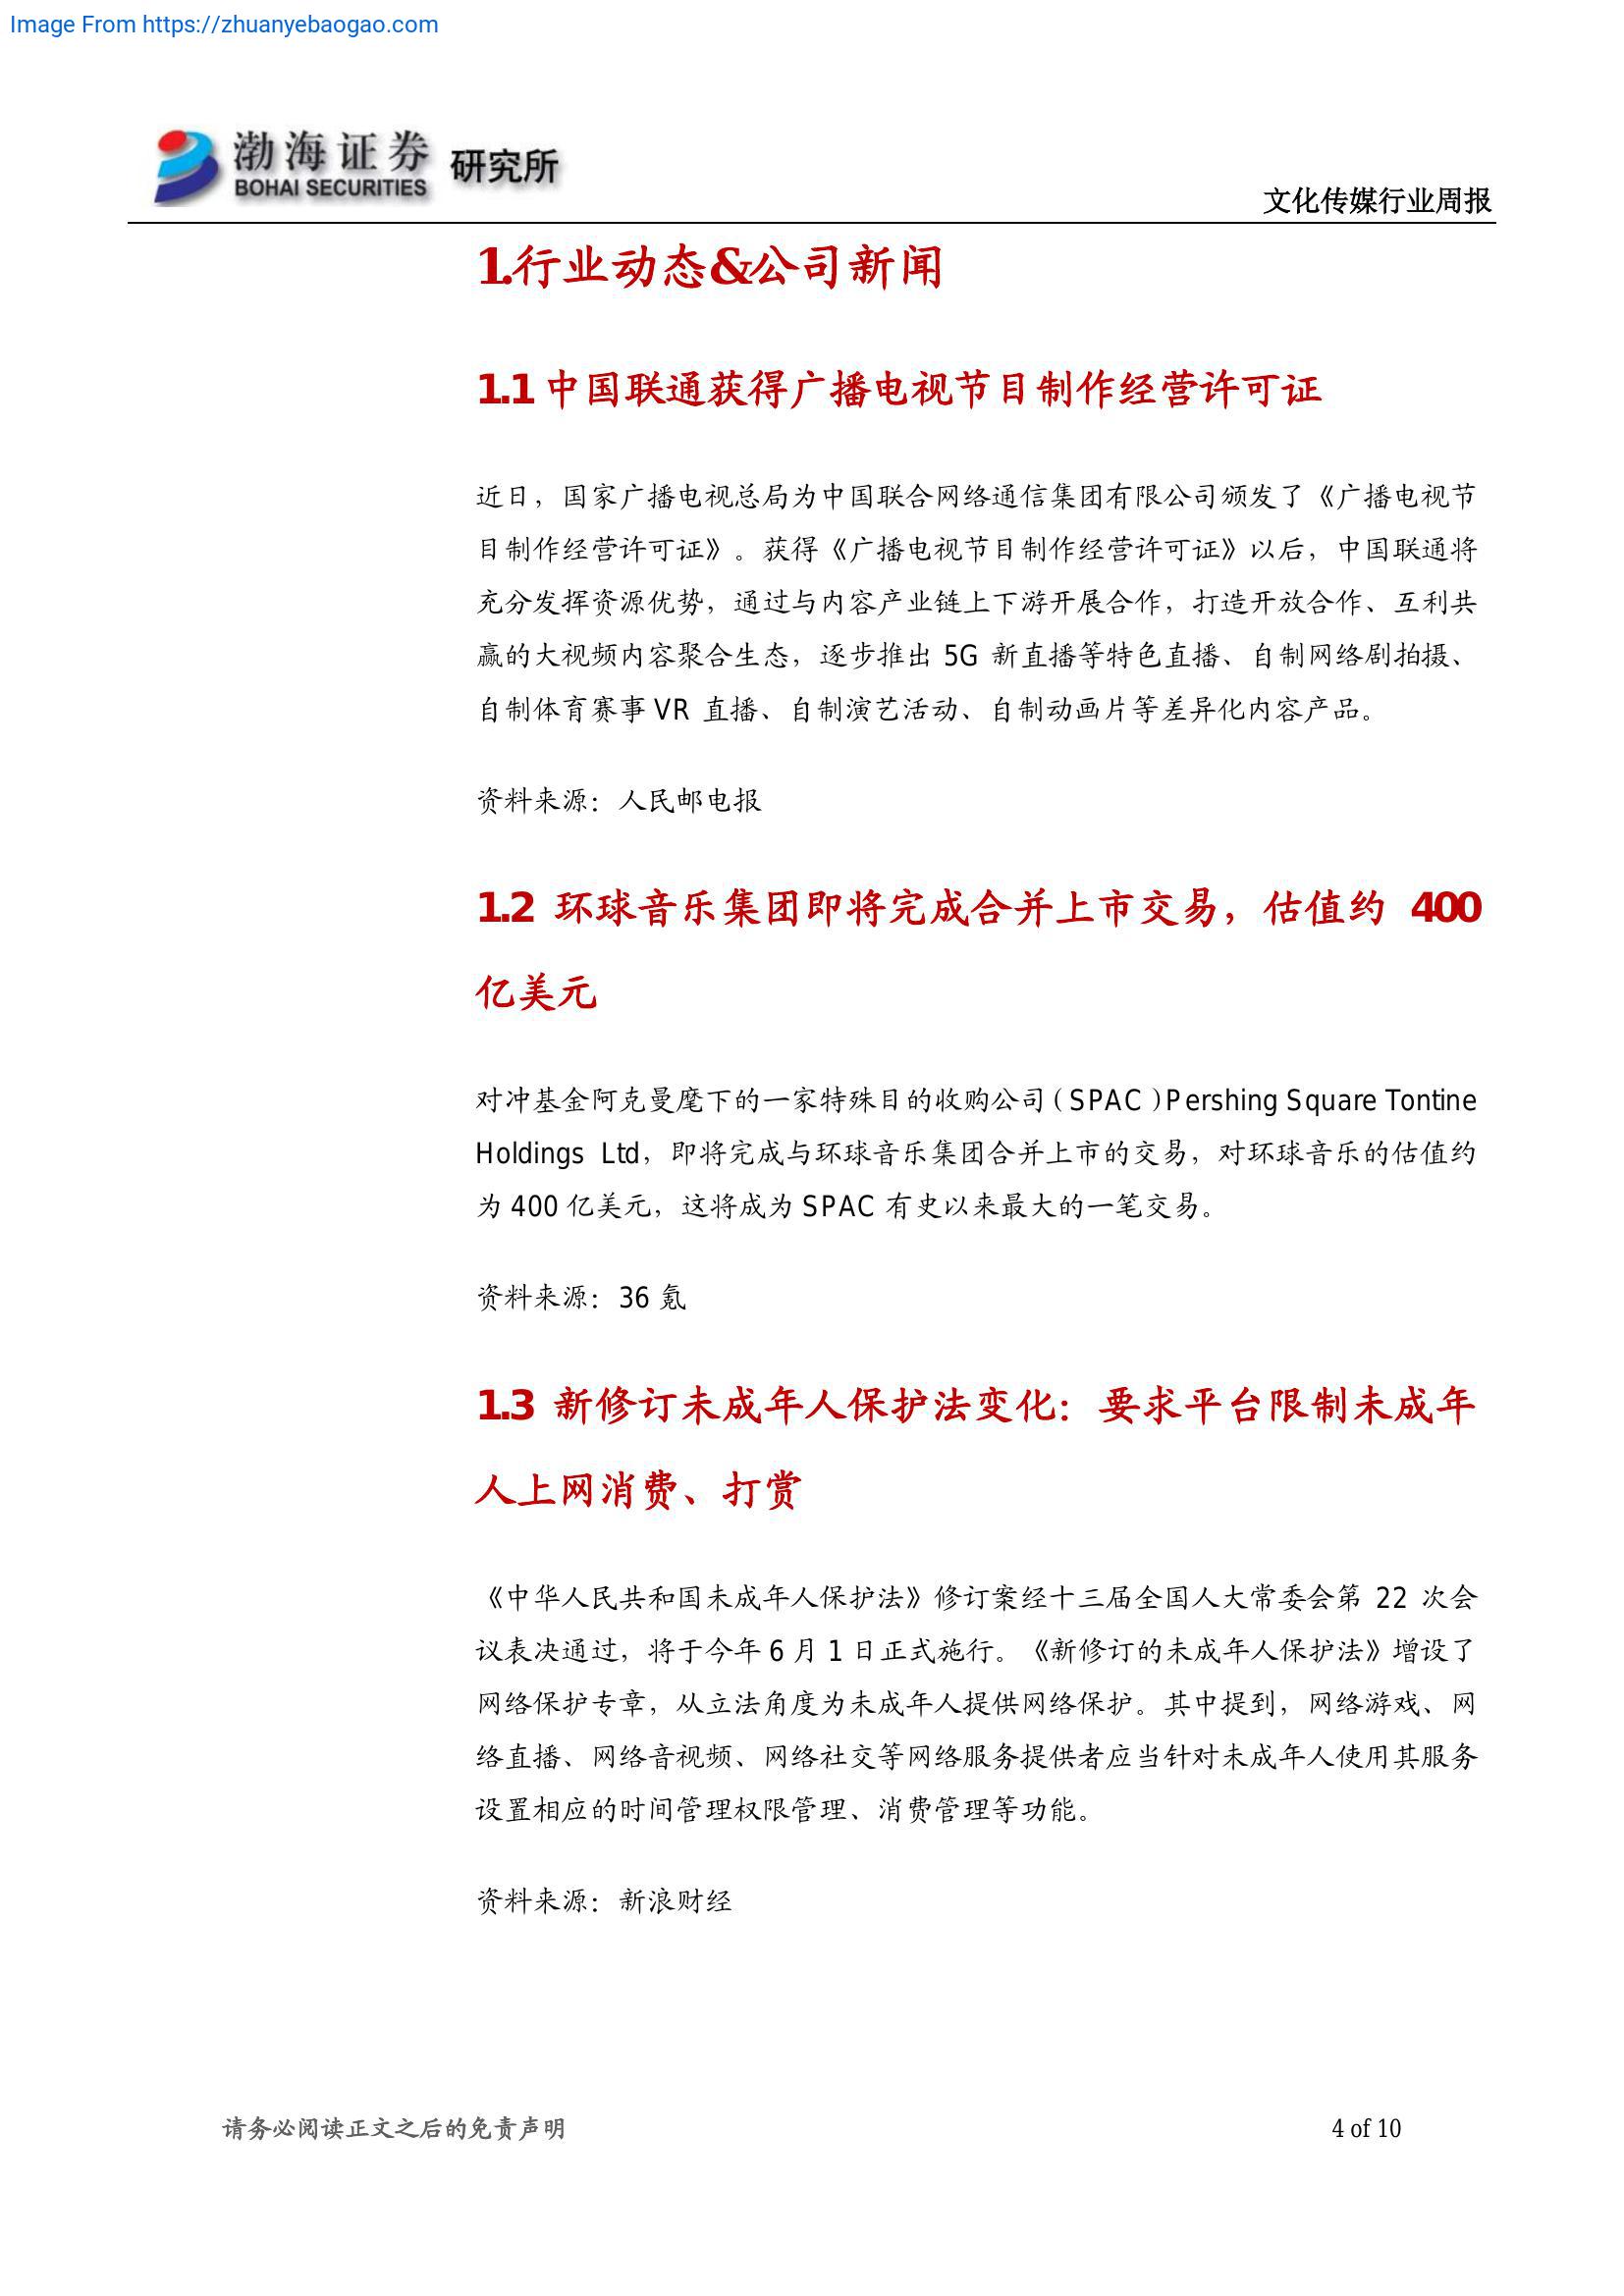 Image From https://zhuanyebaogao.com
渤海证券 研究所
BOHAI SECURITIES
文化传媒行业周报
1.行业动态&公司新闻
1.1 中国联通获得广播电视节目制作经营许可证
近日，国家广播电视总局为中国联合网络通信集团有限公司颁发了《广播电视节
目制作经营许可证》。获得《广播电视节目制作经营许可证》以后，中国联通将
充分发挥资源优势，通过与内容产业链上下游开展合作，打造开放合作、互利共
赢的大视频内容聚合生态，逐步推出 5G 新直播等特色直播、自制网络剧拍摄、
自制体育赛事 VR 直播、自制演艺活动、自制动画片等差异化内容产品。
资料来源：人民邮电报
1.2 环球音乐集团即将完成合并上市交易，估值约 400
亿美元
对冲基金阿克曼麾下的一家特殊目的收购公司（SPAC）Pershing Square Tontine
Holdings Ltd，即将完成与环球音乐集团合并上市的交易，对环球音乐的估值约
为 400 亿美元，这将成为 SPAC 有史以来最大的一笔交易。
资料来源：36 氪
1.3 新修订未成年人保护法变化：要求平台限制未成年
人上网消费、打赏
《中华人民共和国未成年人保护法》修订案经十三届全国人大常委会第 22 次会
议表决通过，将于今年 6 月 1 日正式施行。《新修订的未成年人保护法》增设了
网络保护专章，从立法角度为未成年人提供网络保护。其中提到，网络游戏、网
络直播、网络音视频、网络社交等网络服务提供者应当针对未成年人使用其服务
设置相应的时间管理权限管理、消费管理等功能。
资料来源：新浪财经
请务必阅读正文之后的免责声明
4 of 10